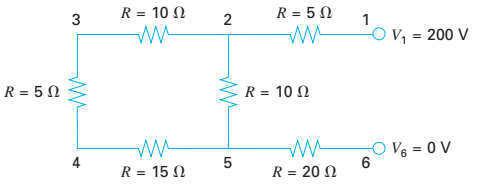 R = 10 Ω
R = 5 Ω
3
2
1
V₁ = 200 V
R = 5 Ω
R = 10 Ω
4
5
6
V₆ = 0 V
R = 15 Ω
R = 20 Ω